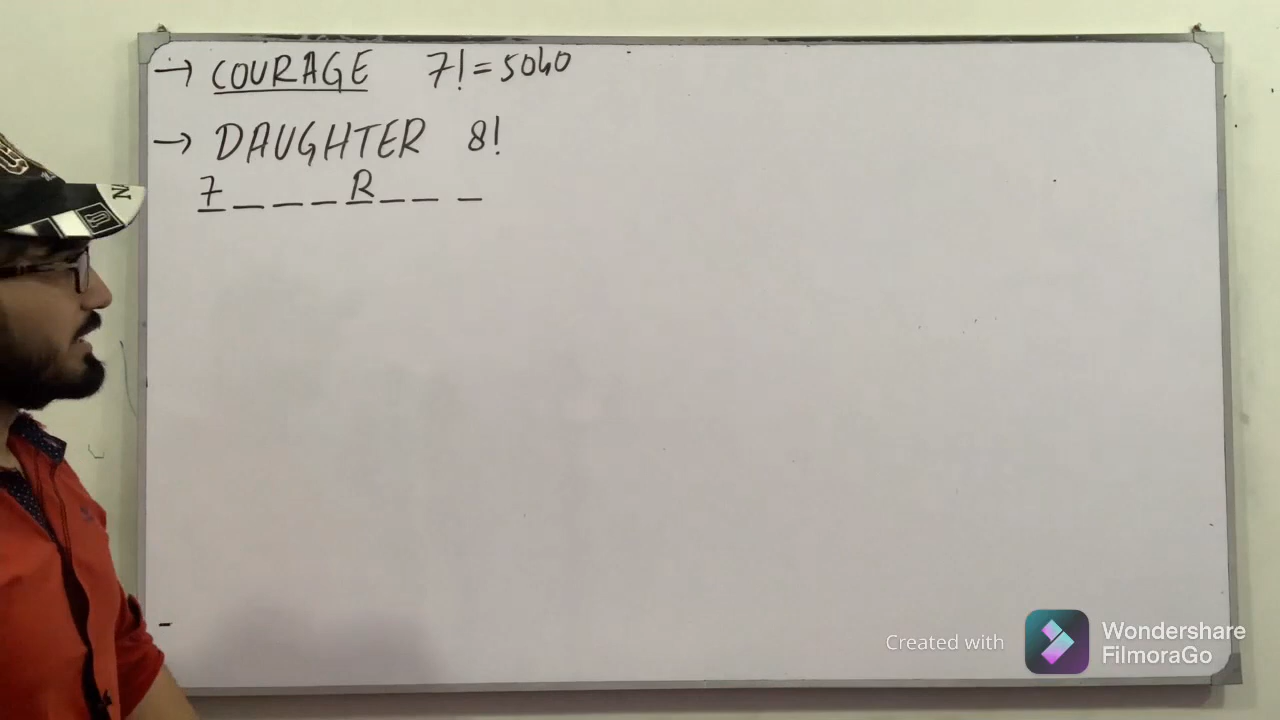 → COURAGE 7! = 5040
→ DAUGHTER 8!
7 _ _ _ R _ _ _
N
Created with
Wondershare
FilmoraGo